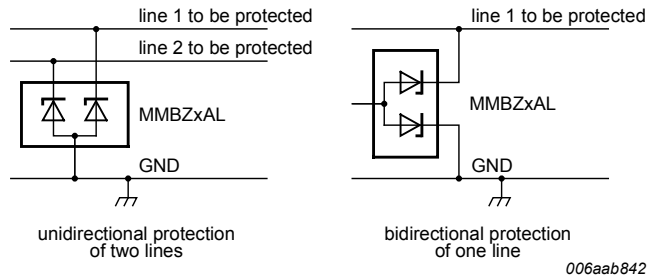 line 1 to be protected
line 2 to be protected
MMBZxAL
GND
unidirectional protection
of two lines
line 1 to be protected
MMBZxAL
GND
bidirectional protection
of one line
006aab842